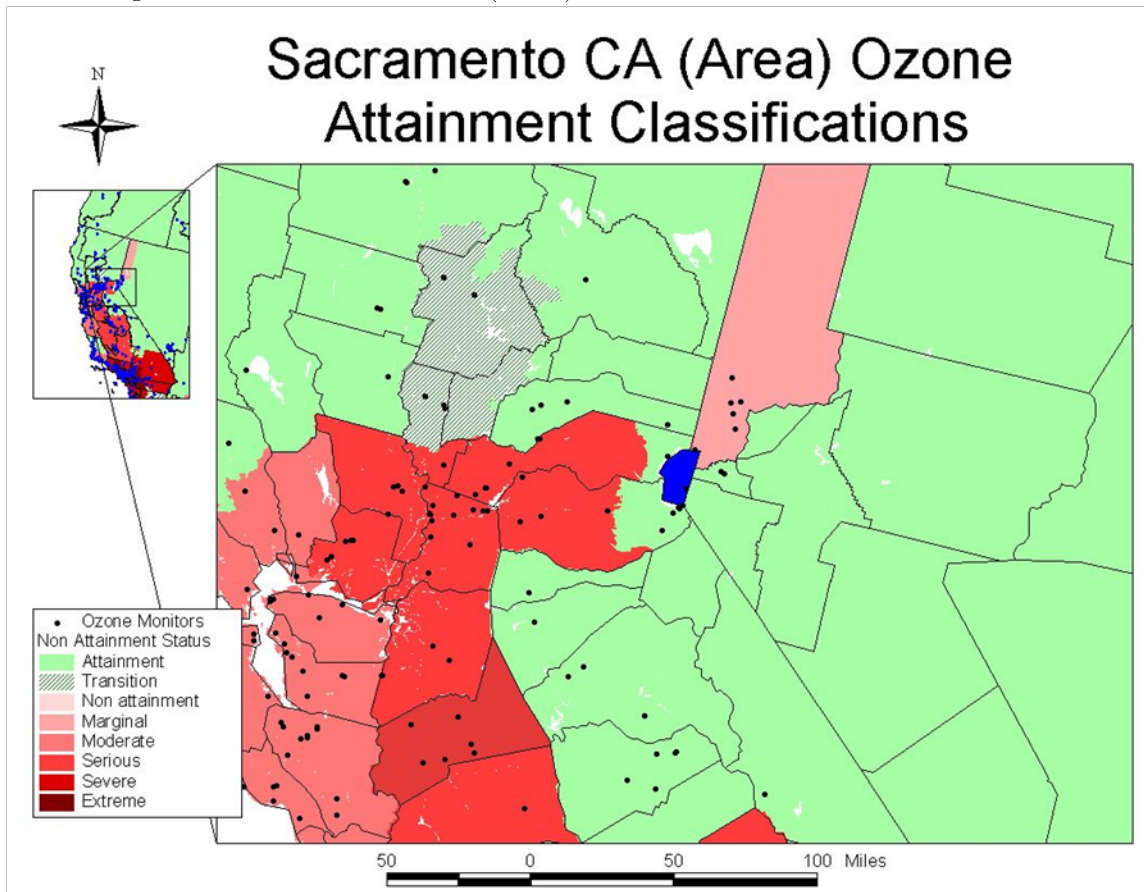 Sacramento CA (Area) Ozone
Attainment Classifications
N
Ozone Monitors
Non Attainment Status
Attainment
Transition
Non attainment
Marginal
Moderate
Serious
Severe
Extreme
50 0 50 100 Miles